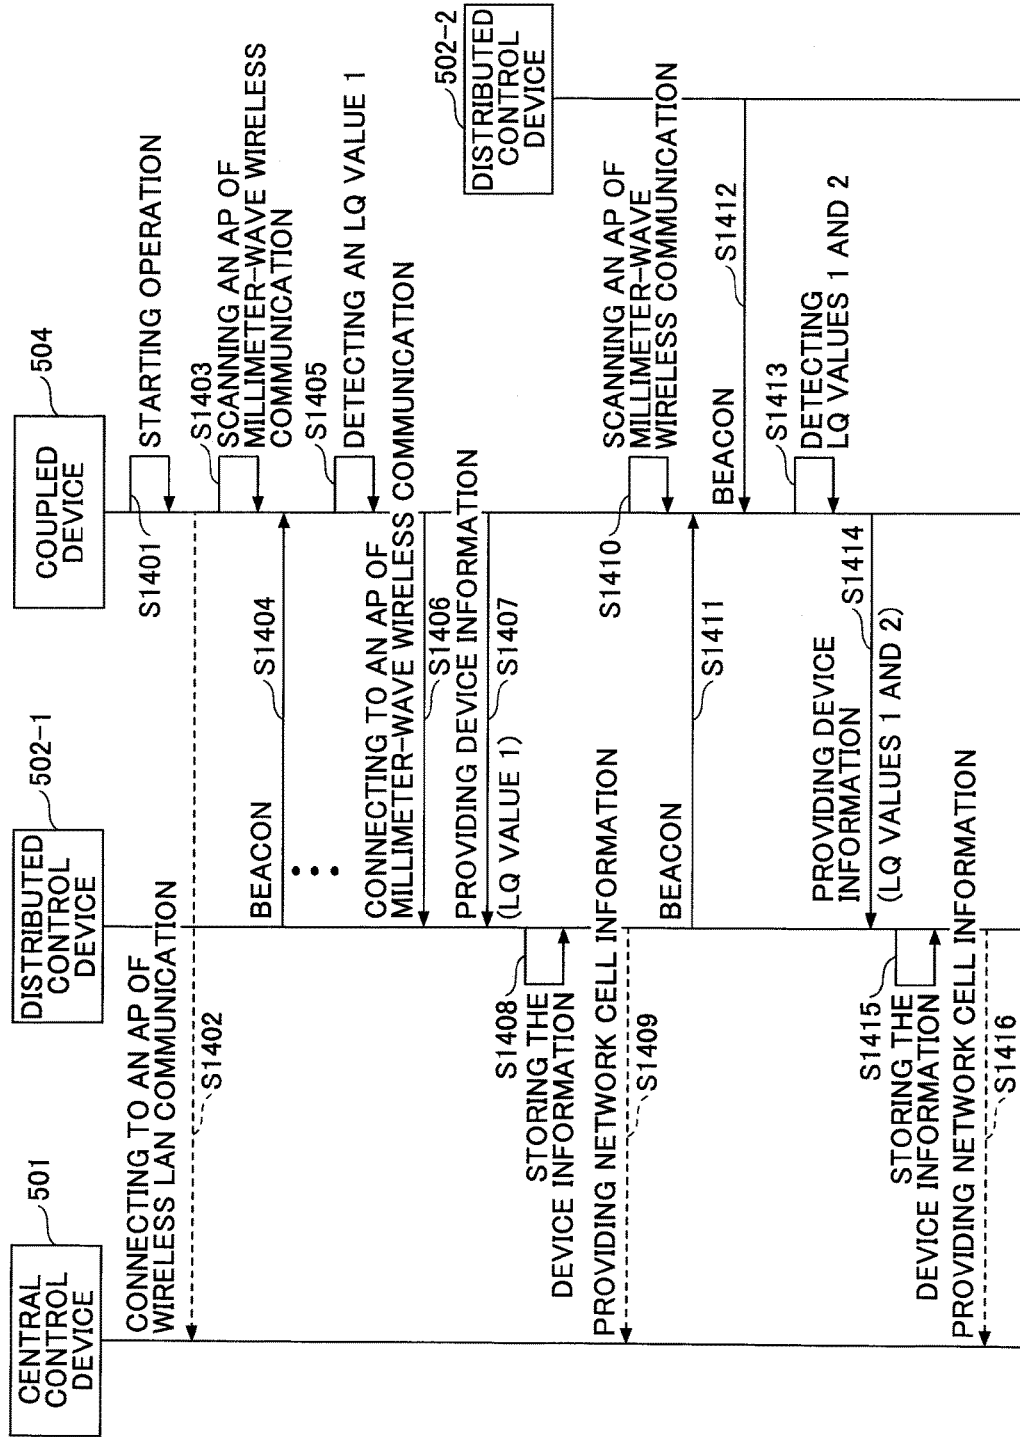 CENTRAL
CONTROL
DEVICE
501
DISTRIBUTED
CONTROL
DEVICE
502-1
COUPLED
DEVICE
504
DISTRIBUTED
CONTROL
DEVICE
502-2
S1401
STARTING OPERATION
CONNECTING TO AN AP OF
WIRELESS LAN COMMUNICATION
S1402
S1403
SCANNING AN AP OF
MILLIMETER-WAVE WIRELESS
COMMUNICATION
BEACON
S1404
S1405
DETECTING AN LQ VALUE 1
CONNECTING TO AN AP OF
MILLIMETER-WAVE WIRELESS COMMUNICATION
S1406
PROVIDING DEVICE INFORMATION
(LQ VALUE 1)
S1407
S1408
STORING THE
DEVICE INFORMATION
PROVIDING NETWORK CELL INFORMATION
S1409
S1410
SCANNING AN AP OF
MILLIMETER-WAVE
WIRELESS COMMUNICATION
BEACON
S1411
BEACON
S1412
S1413
DETECTING
LQ VALUES 1 AND 2
PROVIDING DEVICE
INFORMATION
(LQ VALUES 1 AND 2)
S1414
S1415
STORING THE
DEVICE INFORMATION
PROVIDING NETWORK CELL INFORMATION
S1416